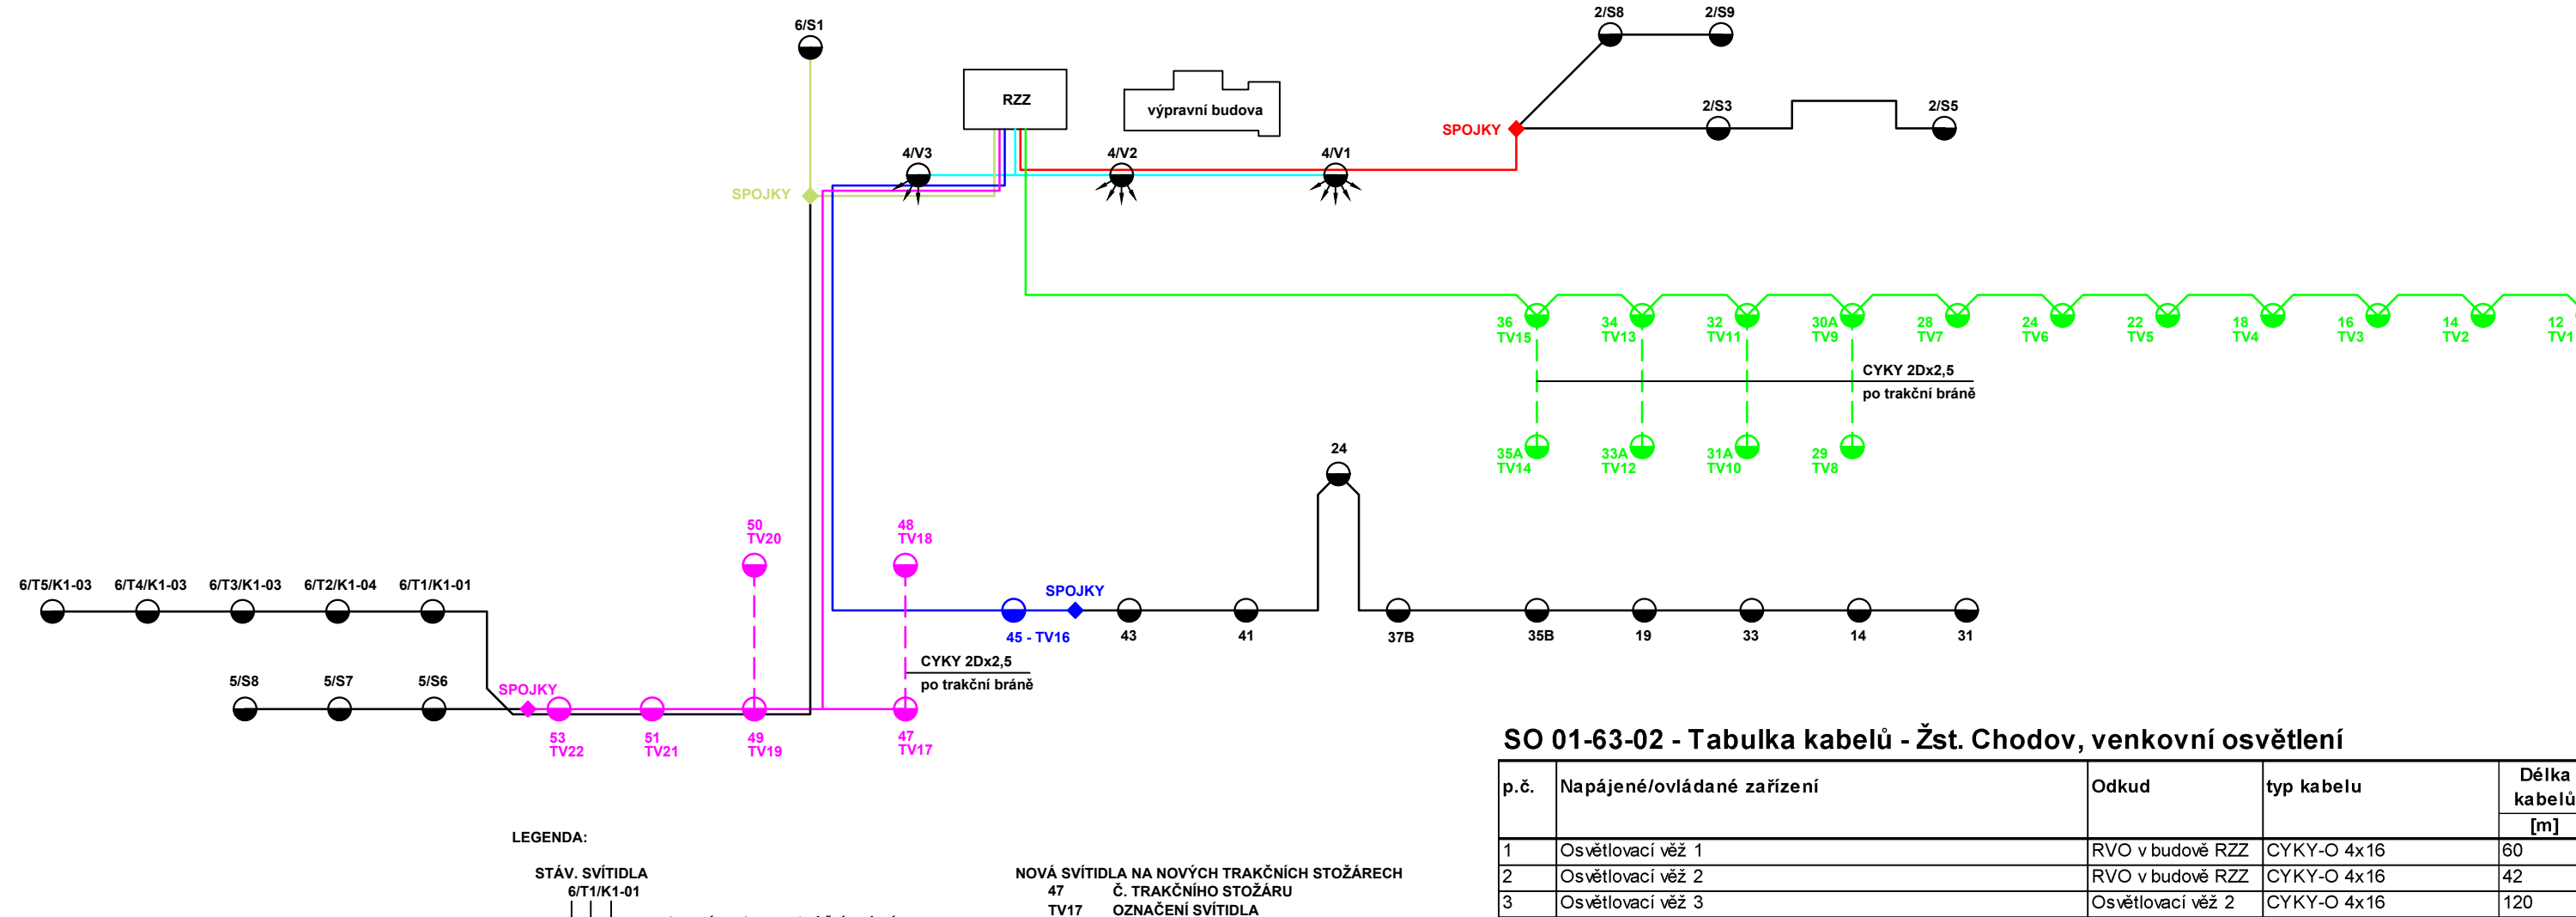 6/S1
2/S8
2/S9
RZZ
výpravní budova
2/S3
2/S5
SPOJKY
4/V3
4/V2
4/V1
SPOJKY
36
TV15
34
TV13
32
TV11
30A
TV9
28
TV7
24
TV6
22
TV5
18
TV4
16
TV3
14
TV2
12
TV1
CYKY 2Dx2,5
po trakční bráně
35A
TV14
33A
TV12
31A
TV10
29
TV8
24
50
TV20
48
TV18
6/T5/K1-03
6/T4/K1-03
6/T3/K1-03
6/T2/K1-04
6/T1/K1-01
SPOJKY
45 - TV16
43
41
37B
35B
19
33
14
31
CYKY 2Dx2,5
po trakční bráně
5/S8
5/S7
5/S6
SPOJKY
53
TV22
51
TV21
49
TV19
47
TV17
SO 01-63-02 - Tabulka kabelů - Žst. Chodov, venkovní osvětlení
p.č. Napájené/ovládané zařízení Odkud typ kabelu Délka kabelů [m]
1 Osvětlovací věž 1 RVO v budově RZZ CYKY-O 4x16 60
2 Osvětlovací věž 2 RVO v budově RZZ CYKY-O 4x16 42
3 Osvětlovací věž 3 Osvětlovací věž 2 CYKY-O 4x16 120
LEGENDA:
STÁV. SVÍTIDLA
6/T1/K1-01
NOVÁ SVÍTIDLA NA NOVÝCH TRAKČNÍCH STOŽÁRECH
47 Č. TRAKČNÍHO STOŽÁRU
TV17 OZNAČENÍ SVÍTIDLA